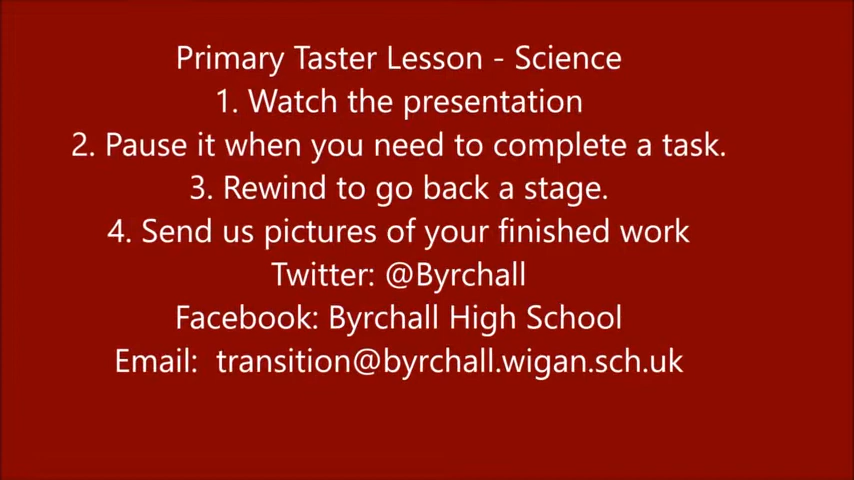 Primary Taster Lesson - Science
1. Watch the presentation
2. Pause it when you need to complete a task.
3. Rewind to go back a stage.
4. Send us pictures of your finished work
Twitter: @Byrchall
Facebook: Byrchall High School
Email:  transition@byrchall.wigan.sch.uk